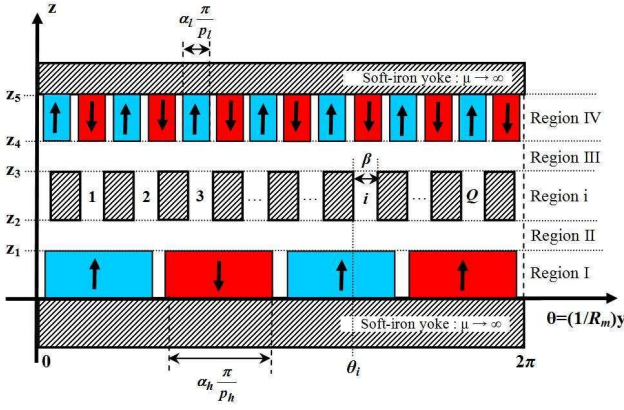 z
α_l π/p_l
Soft-iron yoke : μ → ∞
z₅
Region IV
z₄
β
Region III
z₃
1 2 3 ... ... i ... Q
Region i
z₂
Region II
z₁
Region I
Soft-iron yoke : μ → ∞
θ=(1/R_m)y
0
α_h π/p_h
θ_i
2π